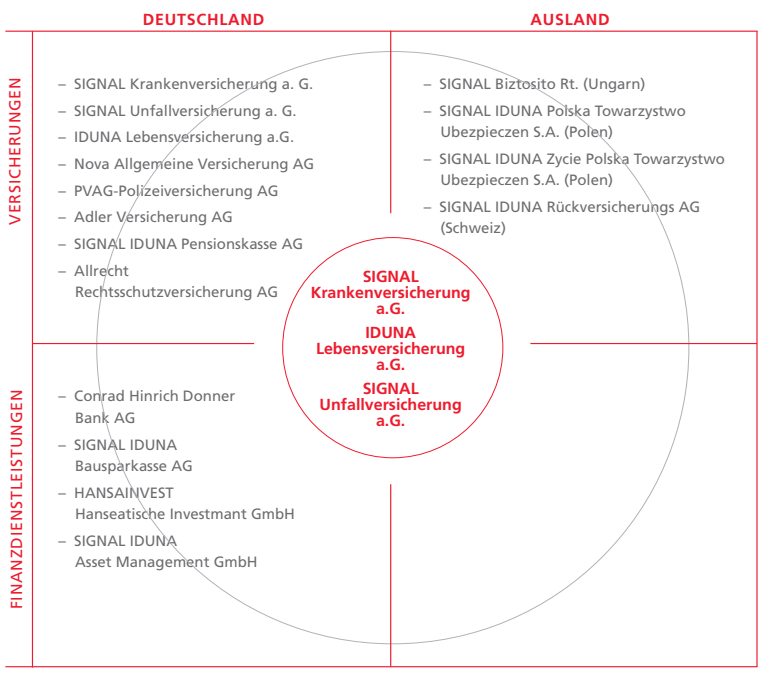 DEUTSCHLAND
AUSLAND
VERSICHERUNGEN
– SIGNAL Krankenversicherung a. G.
– SIGNAL Unfallversicherung a. G.
– IDUNA Lebensversicherung a.G.
– Nova Allgemeine Versicherung AG
– PVAG-Polizeiversicherung AG
– Adler Versicherung AG
– SIGNAL IDUNA Pensionskasse AG
– Allrecht
Rechtsschutzversicherung AG
– SIGNAL Biztosito Rt. (Ungarn)
– SIGNAL IDUNA Polska Towarzystwo
Ubezpieczen S.A. (Polen)
– SIGNAL IDUNA Zycie Polska Towarzystwo
Ubezpieczen S.A. (Polen)
– SIGNAL IDUNA Rückversicherungs AG
(Schweiz)
SIGNAL
Krankenversicherung
a.G.
IDUNA
Lebensversicherung
a.G.
SIGNAL
Unfallversicherung
a.G.
FINANZDIENSTLEISTUNGEN
– Conrad Hinrich Donner
Bank AG
– SIGNAL IDUNA
Bausparkasse AG
– HANSAINVEST
Hanseatische Investmant GmbH
– SIGNAL IDUNA
Asset Management GmbH